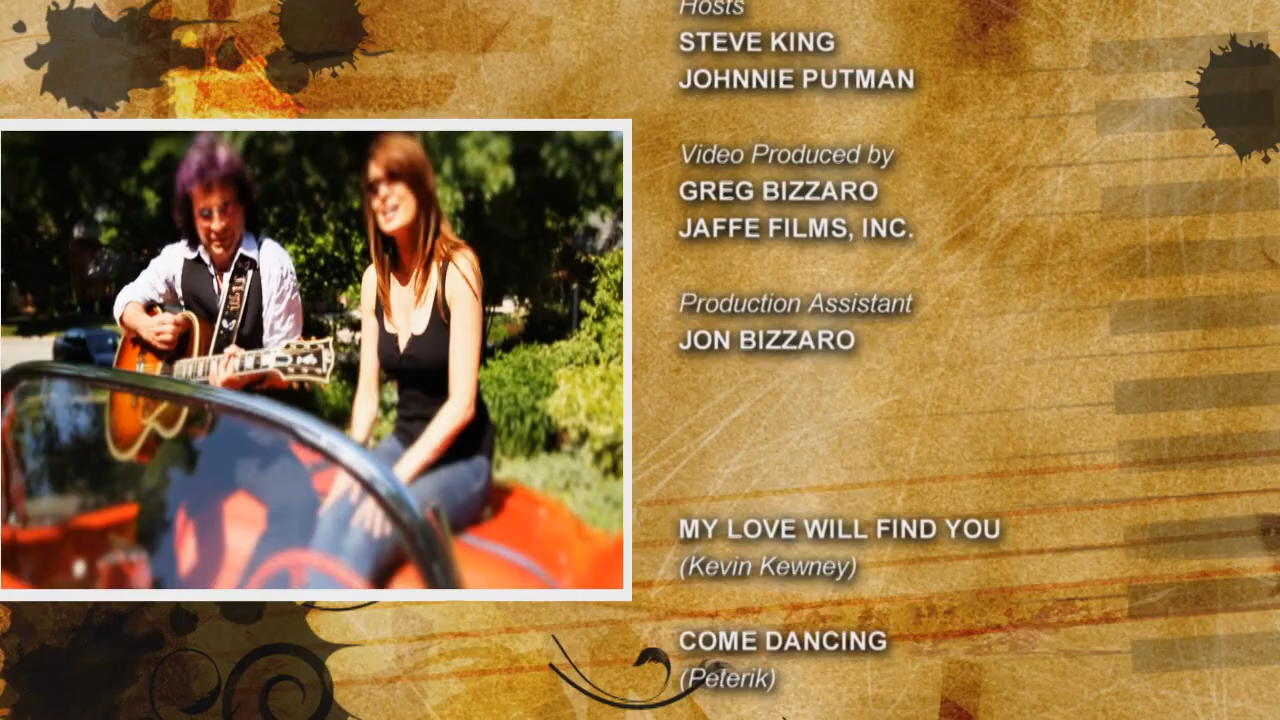 Hosts
STEVE KING
JOHNNIE PUTMAN
Video Produced by
GREG BIZZARO
JAFFE FILMS, INC.
Production Assistant
JON BIZZARO
MY LOVE WILL FIND YOU
(Kevin Kewney)
COME DANCING
(Peterik)